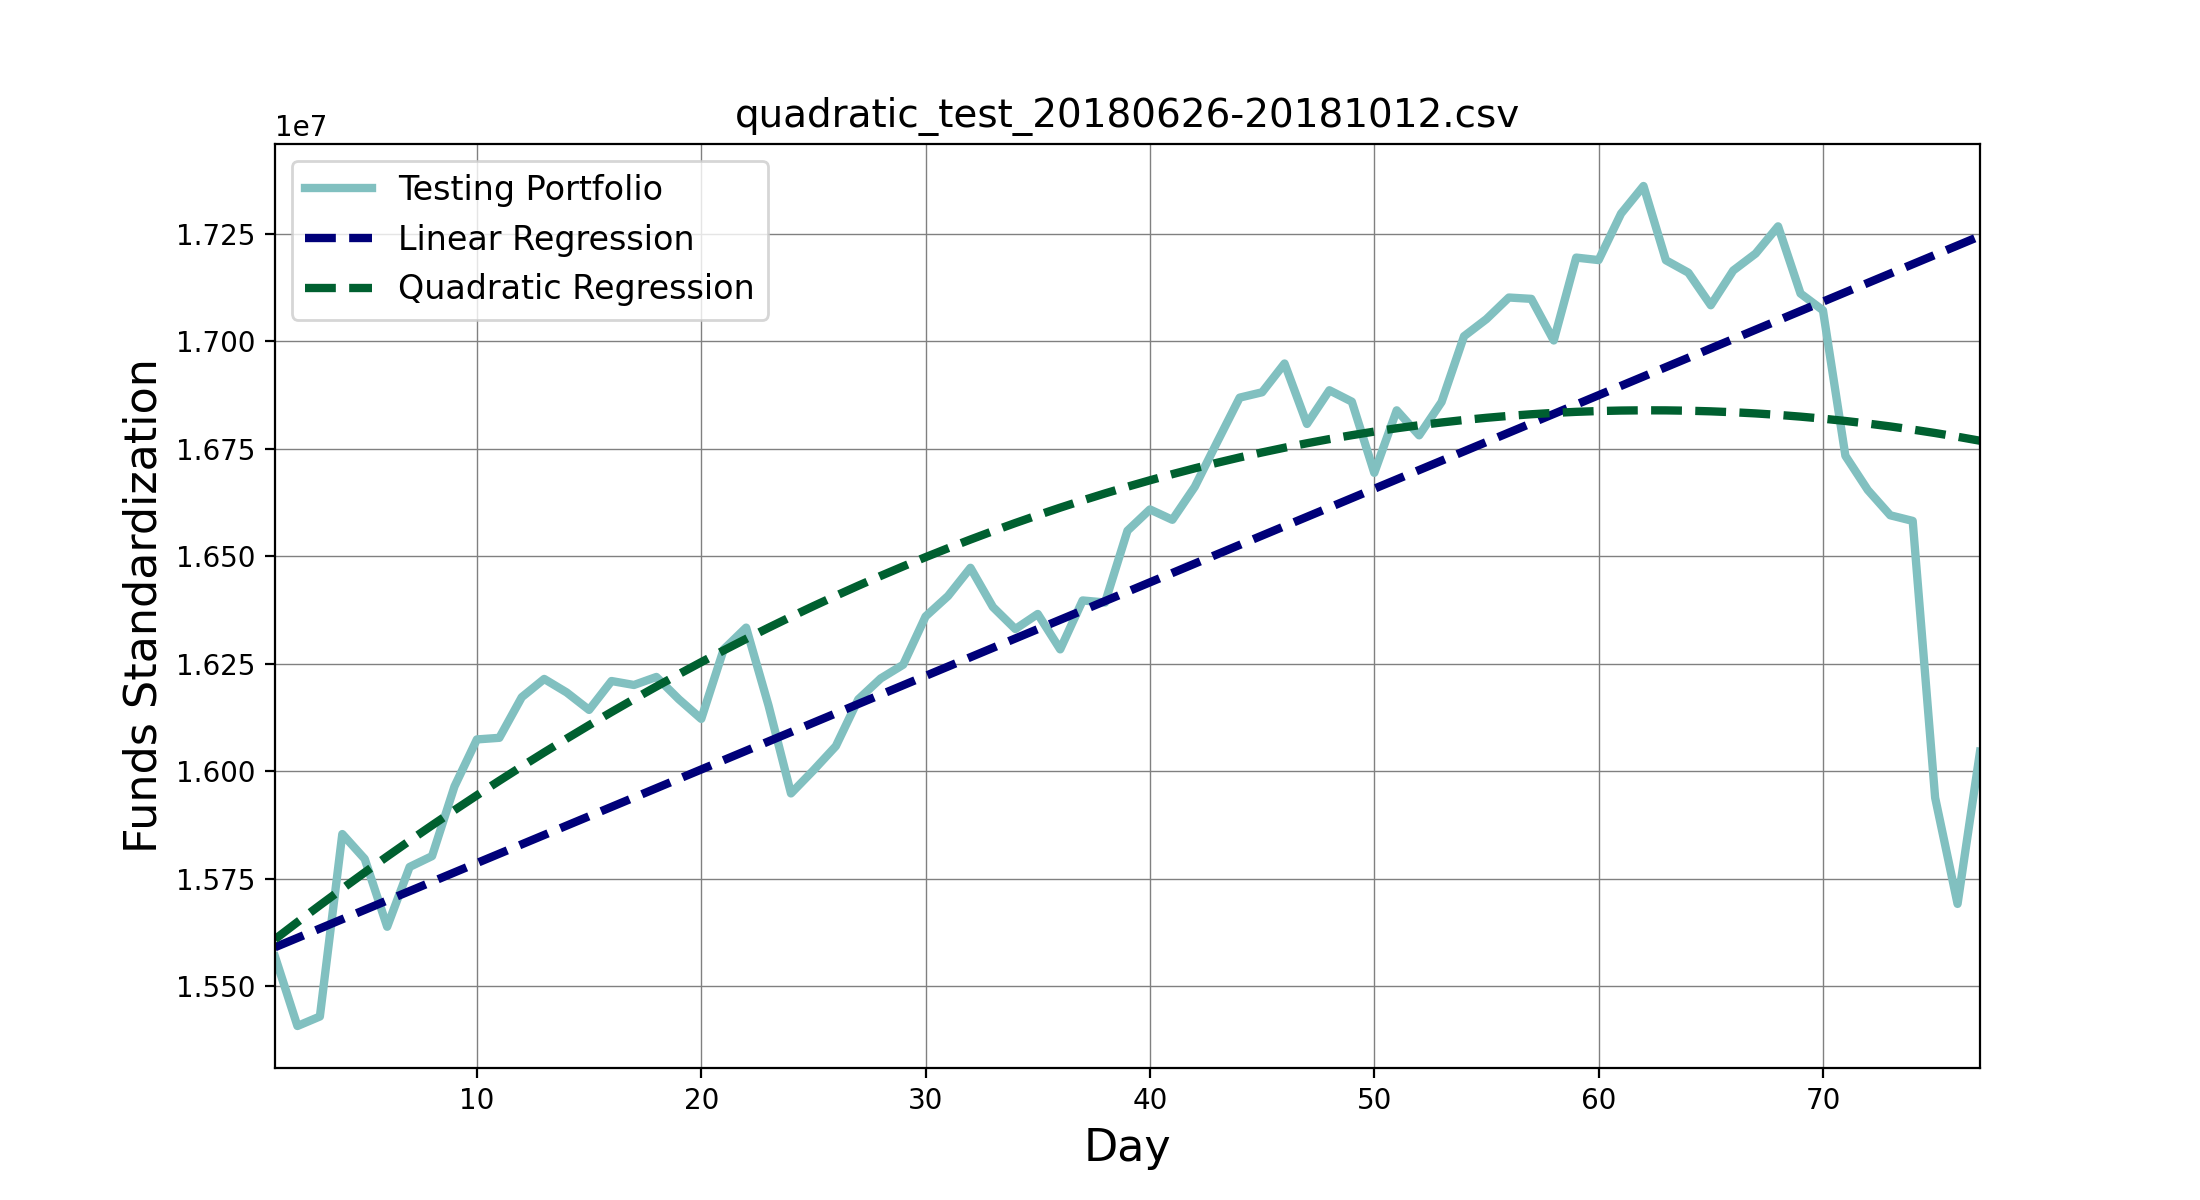 quadratic_test_20180626-20181012.csv
1e7
Testing Portfolio
Linear Regression
Quadratic Regression
1.725
1.700
1.675
1.650
1.625
1.600
1.575
1.550
Funds Standardization
10 20 30 40 50 60 70
Day